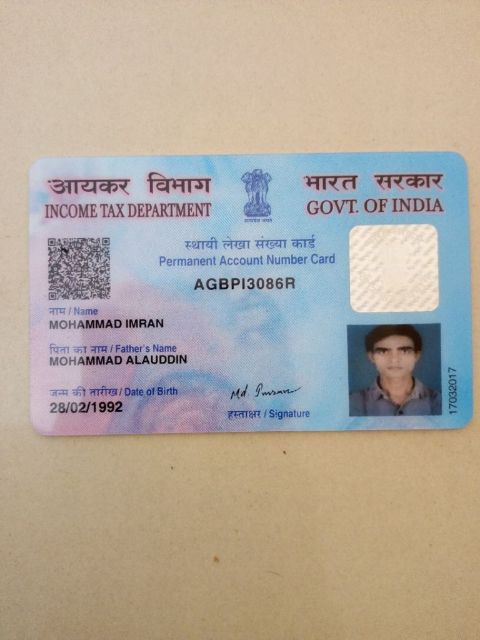 आयकर विभाग
INCOME TAX DEPARTMENT
भारत सरकार
GOVT. OF INDIA
सत्यमेव जयते
स्थायी लेखा संख्या कार्ड
Permanent Account Number Card
AGBPI3086R
नाम / Name
MOHAMMAD IMRAN
पिता का नाम / Father's Name
MOHAMMAD ALAUDDIN
जन्म की तारीख / Date of Birth
28/02/1992
Md. Imran
हस्ताक्षर / Signature
17032017